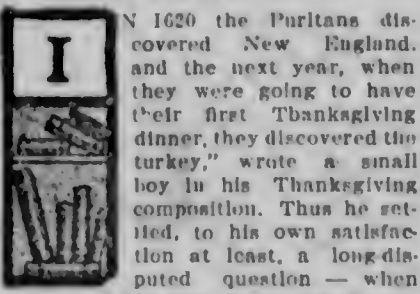 IN 1620 the Puritans dis-
covered New England,
and the next year, when
they were going to have
their first Thanksgiving
dinner, they discovered the
turkey," wrote a small
boy in his Thanksgiving
composition. Thus he set-
tled, to his own satisfac-
tion at least, a long-dis-
puted question — when